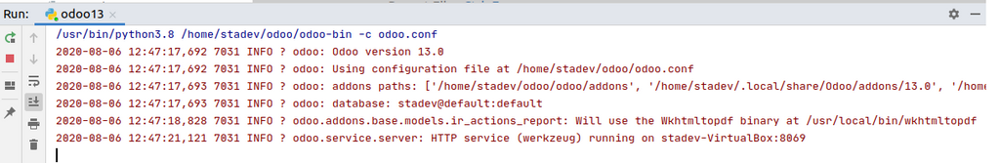 Run: odoo13
/usr/bin/python3.8 /home/stadev/odoo/odoo-bin -c odoo.conf
2020-08-06 12:47:17,692 7031 INFO ? odoo: Odoo version 13.0
2020-08-06 12:47:17,692 7031 INFO ? odoo: Using configuration file at /home/stadev/odoo/odoo.conf
2020-08-06 12:47:17,693 7031 INFO ? odoo: addons paths: ['/home/stadev/odoo/odoo/addons', '/home/stadev/.local/share/Odoo/addons/13.0', '/home
2020-08-06 12:47:17,693 7031 INFO ? odoo: database: stadev@default:default
2020-08-06 12:47:18,828 7031 INFO ? odoo.addons.base.models.ir_actions_report: Will use the Wkhtmltopdf binary at /usr/local/bin/wkhtmltopdf
2020-08-06 12:47:21,121 7031 INFO ? odoo.service.server: HTTP service (werkzeug) running on stadev-VirtualBox:8069